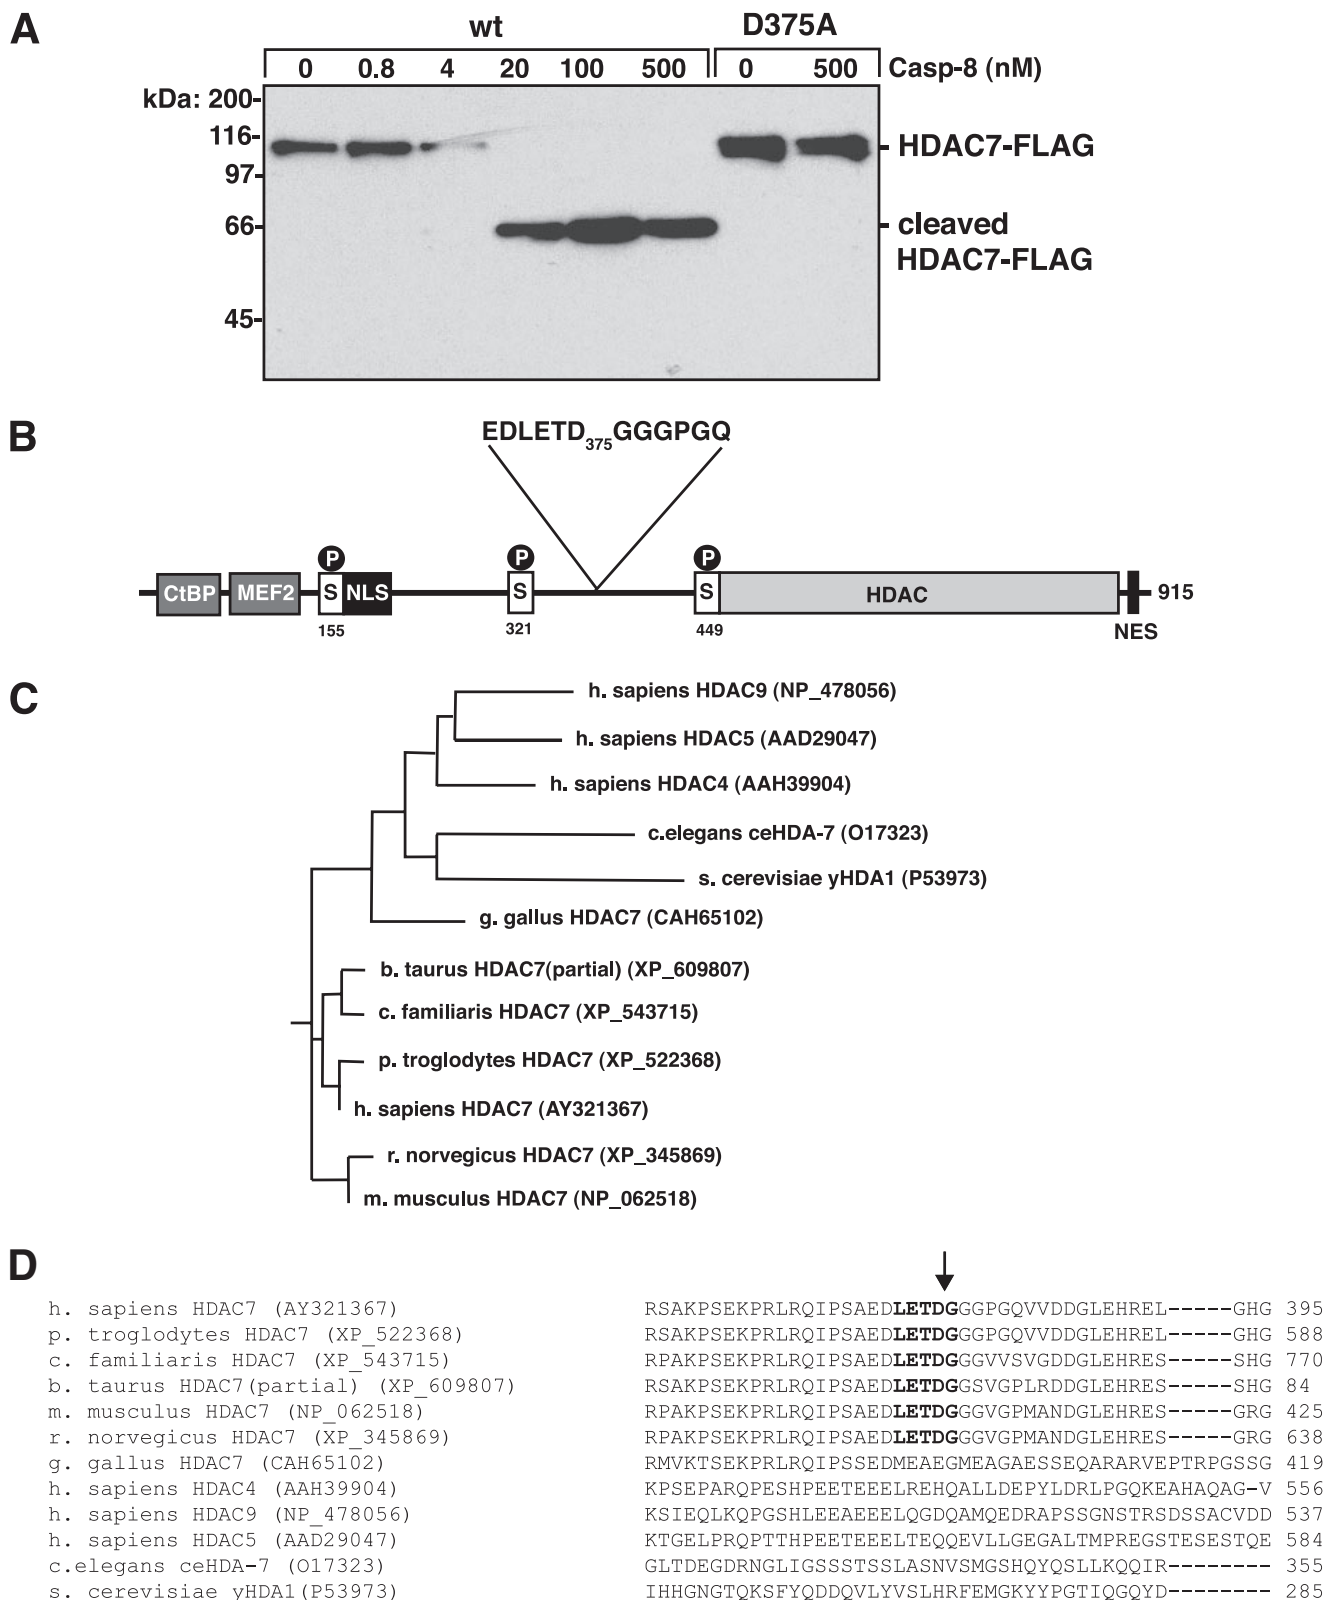 A
wt
D375A
0 0.8 4 20 100 500 0 500 Casp-8 (nM)
kDa: 200-
116-
97-
66-
45-
- HDAC7-FLAG
- cleaved
HDAC7-FLAG
B
EDLETD375GGGPGQ
P P P
CtBP MEF2 S NLS S S HDAC 915
155 321 449 NES
C
h. sapiens HDAC9 (NP_478056)
h. sapiens HDAC5 (AAD29047)
h. sapiens HDAC4 (AAH39904)
c.elegans ceHDA-7 (O17323)
s. cerevisiae yHDA1 (P53973)
g. gallus HDAC7 (CAH65102)
b. taurus HDAC7(partial) (XP_609807)
c. familiaris HDAC7 (XP_543715)
p. troglodytes HDAC7 (XP_522368)
h. sapiens HDAC7 (AY321367)
r. norvegicus HDAC7 (XP_345869)
m. musculus HDAC7 (NP_062518)
D
h. sapiens HDAC7 (AY321367) RSAKPSEKPRLRQIPSAEDLETDGGGPGQVVDDGLEHREL-----GHG 395
p. troglodytes HDAC7 (XP_522368) RSAKPSEKPRLRQIPSAEDLETDGGGPGQVVDDGLEHREL-----GHG 588
c. familiaris HDAC7 (XP_543715) RPAKPSEKPRLRQIPSAEDLETDGGGVVSVGDDGLEHRES-----SHG 770
b. taurus HDAC7(partial) (XP_609807) RSAKPSEKPRLRQIPSAEDLETDGGSVGPLRDDGLEHRES-----SHG 84
m. musculus HDAC7 (NP_062518) RPAKPSEKPRLRQIPSAEDLETDGGGVGPMANDGLEHRES-----GRG 425
r. norvegicus HDAC7 (XP_345869) RPAKPSEKPRLRQIPSAEDLETDGGGVGPMANDGLEHRES-----GRG 638
g. gallus HDAC7 (CAH65102) RMVKTSEKPRLRQIPSSEDMEAEGMEAGAESSEQARARVEPTRPGSSG 419
h. sapiens HDAC4 (AAH39904) KPSEPARQPESHPEETEEELREHQALLDEPYLDRLPGQKEAHAQAG-V 556
h. sapiens HDAC9 (NP_478056) KSIEQLKQPGSHLEEAEEELQGDQAMQEDRAPSSGNSTRSDSSACVDD 537
h. sapiens HDAC5 (AAD29047) KTGELPRQPTTHPEETEEELTEQQEVLLGEGALTMPREGSTESESTQE 584
c.elegans ceHDA-7 (O17323) GLTDEGDRNGLIGSSSTSSLASNVSMGSHQYQSLLKQQIR-------- 355
s. cerevisiae yHDA1(P53973) IHHGNGTQKSFYQDDQVLYVSLHRFEMGKYYPGTIQGQYD-------- 285